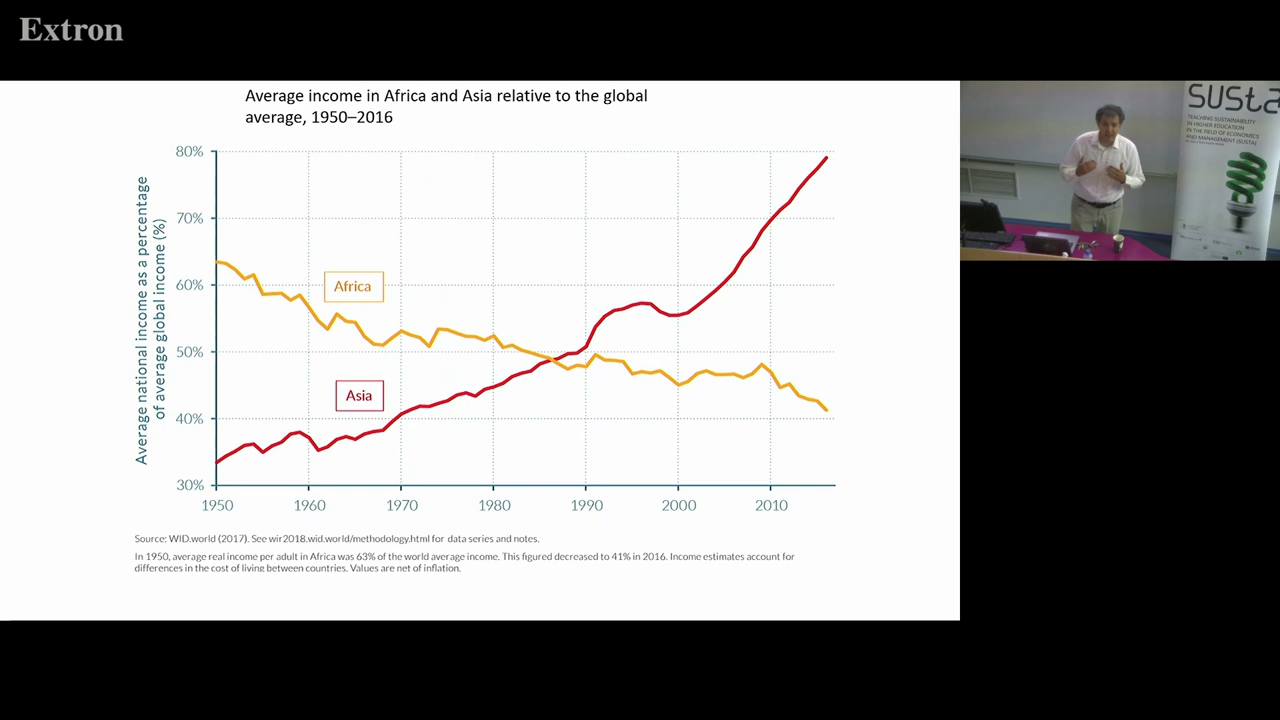 Extron
Average income in Africa and Asia relative to the global
average, 1950–2016
Average national income as a percentage
of average global income (%)
80%
70%
60%
50%
40%
30%
Africa
Asia
1950
1960
1970
1980
1990
2000
2010
Source: WID.world (2017). See wir2018.wid.world/methodology.html for data series and notes.
In 1950, average real income per adult in Africa was 63% of the world average income. This figured decreased to 41% in 2016. Income estimates account for
differences in the cost of living between countries. Values are net of inflation.
SUSta
TEACHING SUSTAINABILITY
IN HIGHER EDUCATION
IN THE FIELD OF ECONOMICS
AND MANAGEMENT (SUSTA)